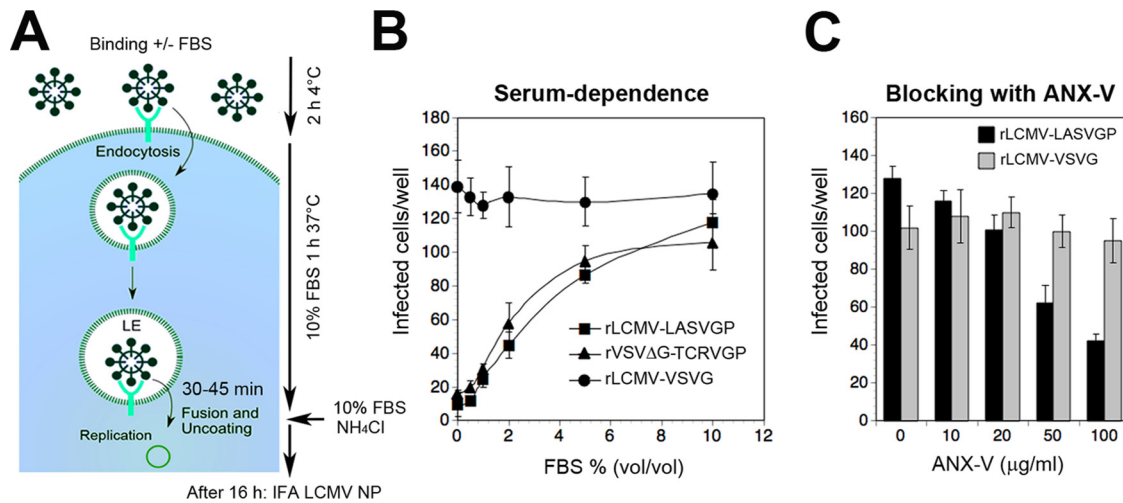 A
Binding +/- FBS
2 h 4°C
Endocytosis
10% FBS 1 h 37°C
LE
30-45 min
Fusion and
Uncoating
Replication
10% FBS
NH₄Cl
After 16 h: IFA LCMV NP
B
Serum-dependence
Infected cells/well
180
160
140
120
100
80
60
40
20
0
rLCMV-LASVGP
rVSVΔG-TCRVGP
rLCMV-VSVG
0 2 4 6 8 10 12
FBS % (vol/vol)
C
Blocking with ANX-V
Infected cells/well
160
140
120
100
80
60
40
20
0
rLCMV-LASVGP
rLCMV-VSVG
0 10 20 50 100
ANX-V (μg/ml)